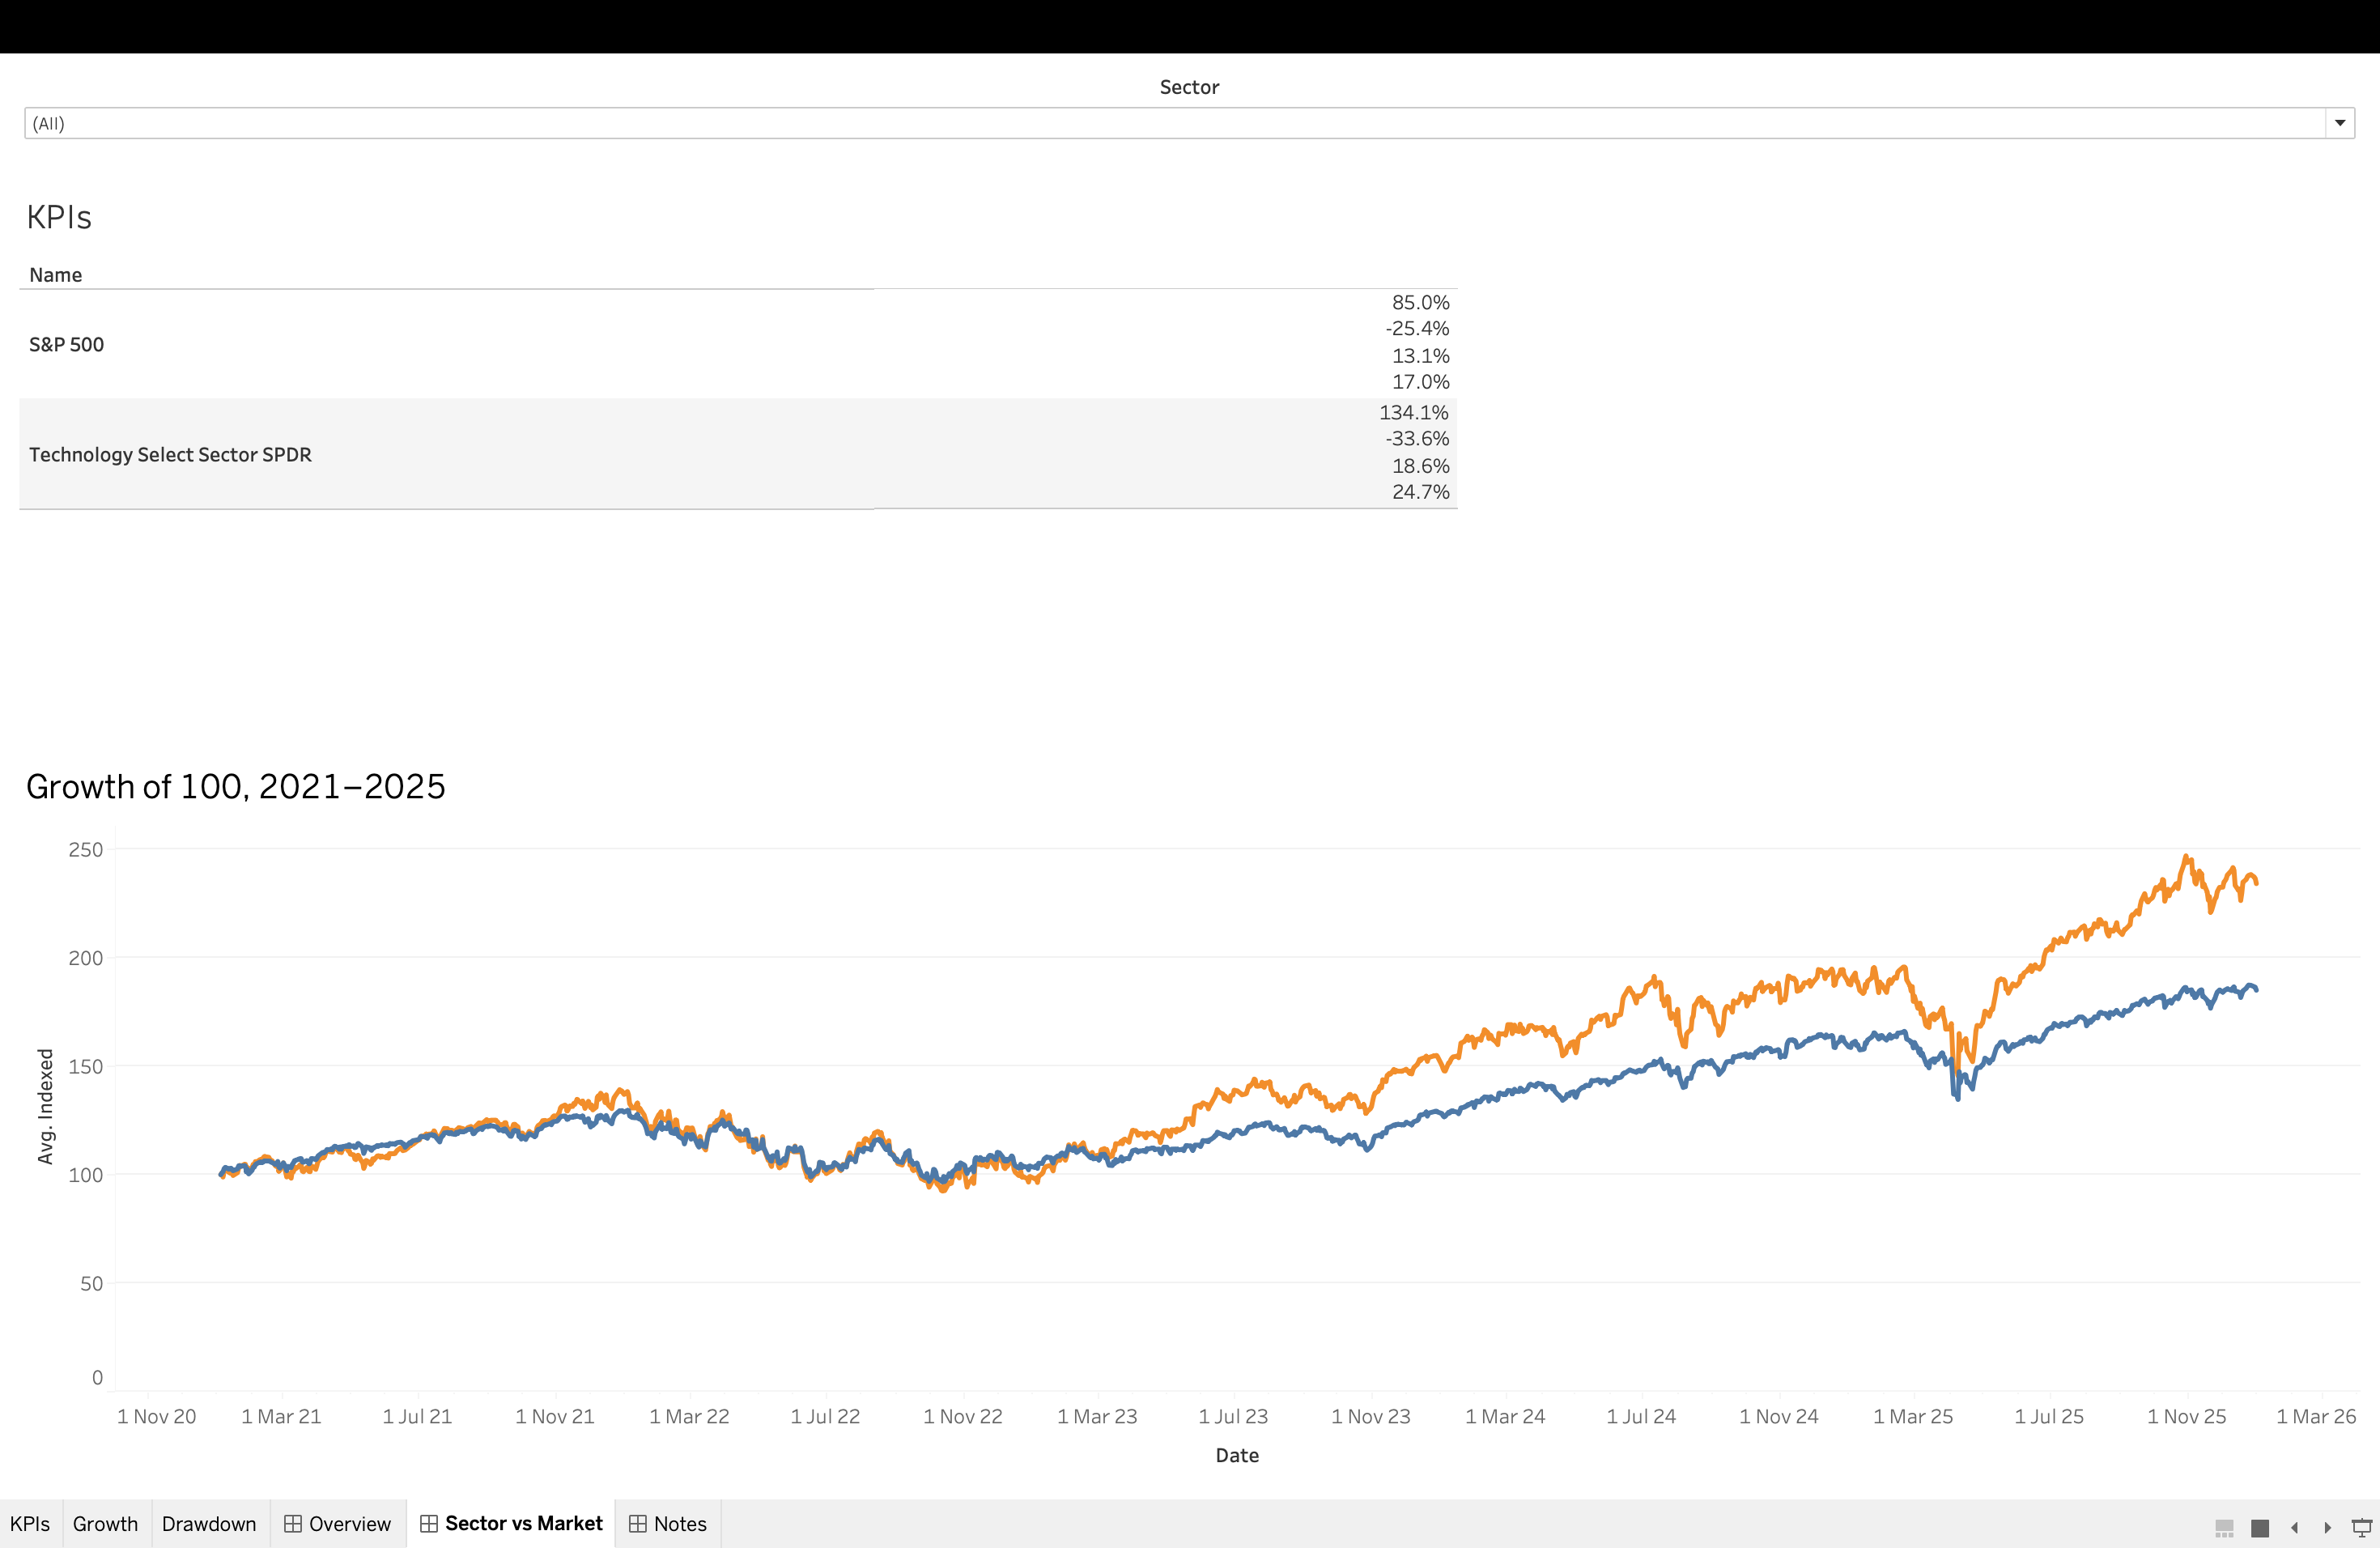 Sector
(All)
KPIs
Name
S&P 500
85.0%
-25.4%
13.1%
17.0%
Technology Select Sector SPDR
134.1%
-33.6%
18.6%
24.7%
Growth of 100, 2021–2025
Avg. Indexed
250
200
150
100
50
0
1 Nov 20 1 Mar 21 1 Jul 21 1 Nov 21 1 Mar 22 1 Jul 22 1 Nov 22 1 Mar 23 1 Jul 23 1 Nov 23 1 Mar 24 1 Jul 24 1 Nov 24 1 Mar 25 1 Jul 25 1 Nov 25 1 Mar 26
Date
KPIs Growth Drawdown Overview Sector vs Market Notes